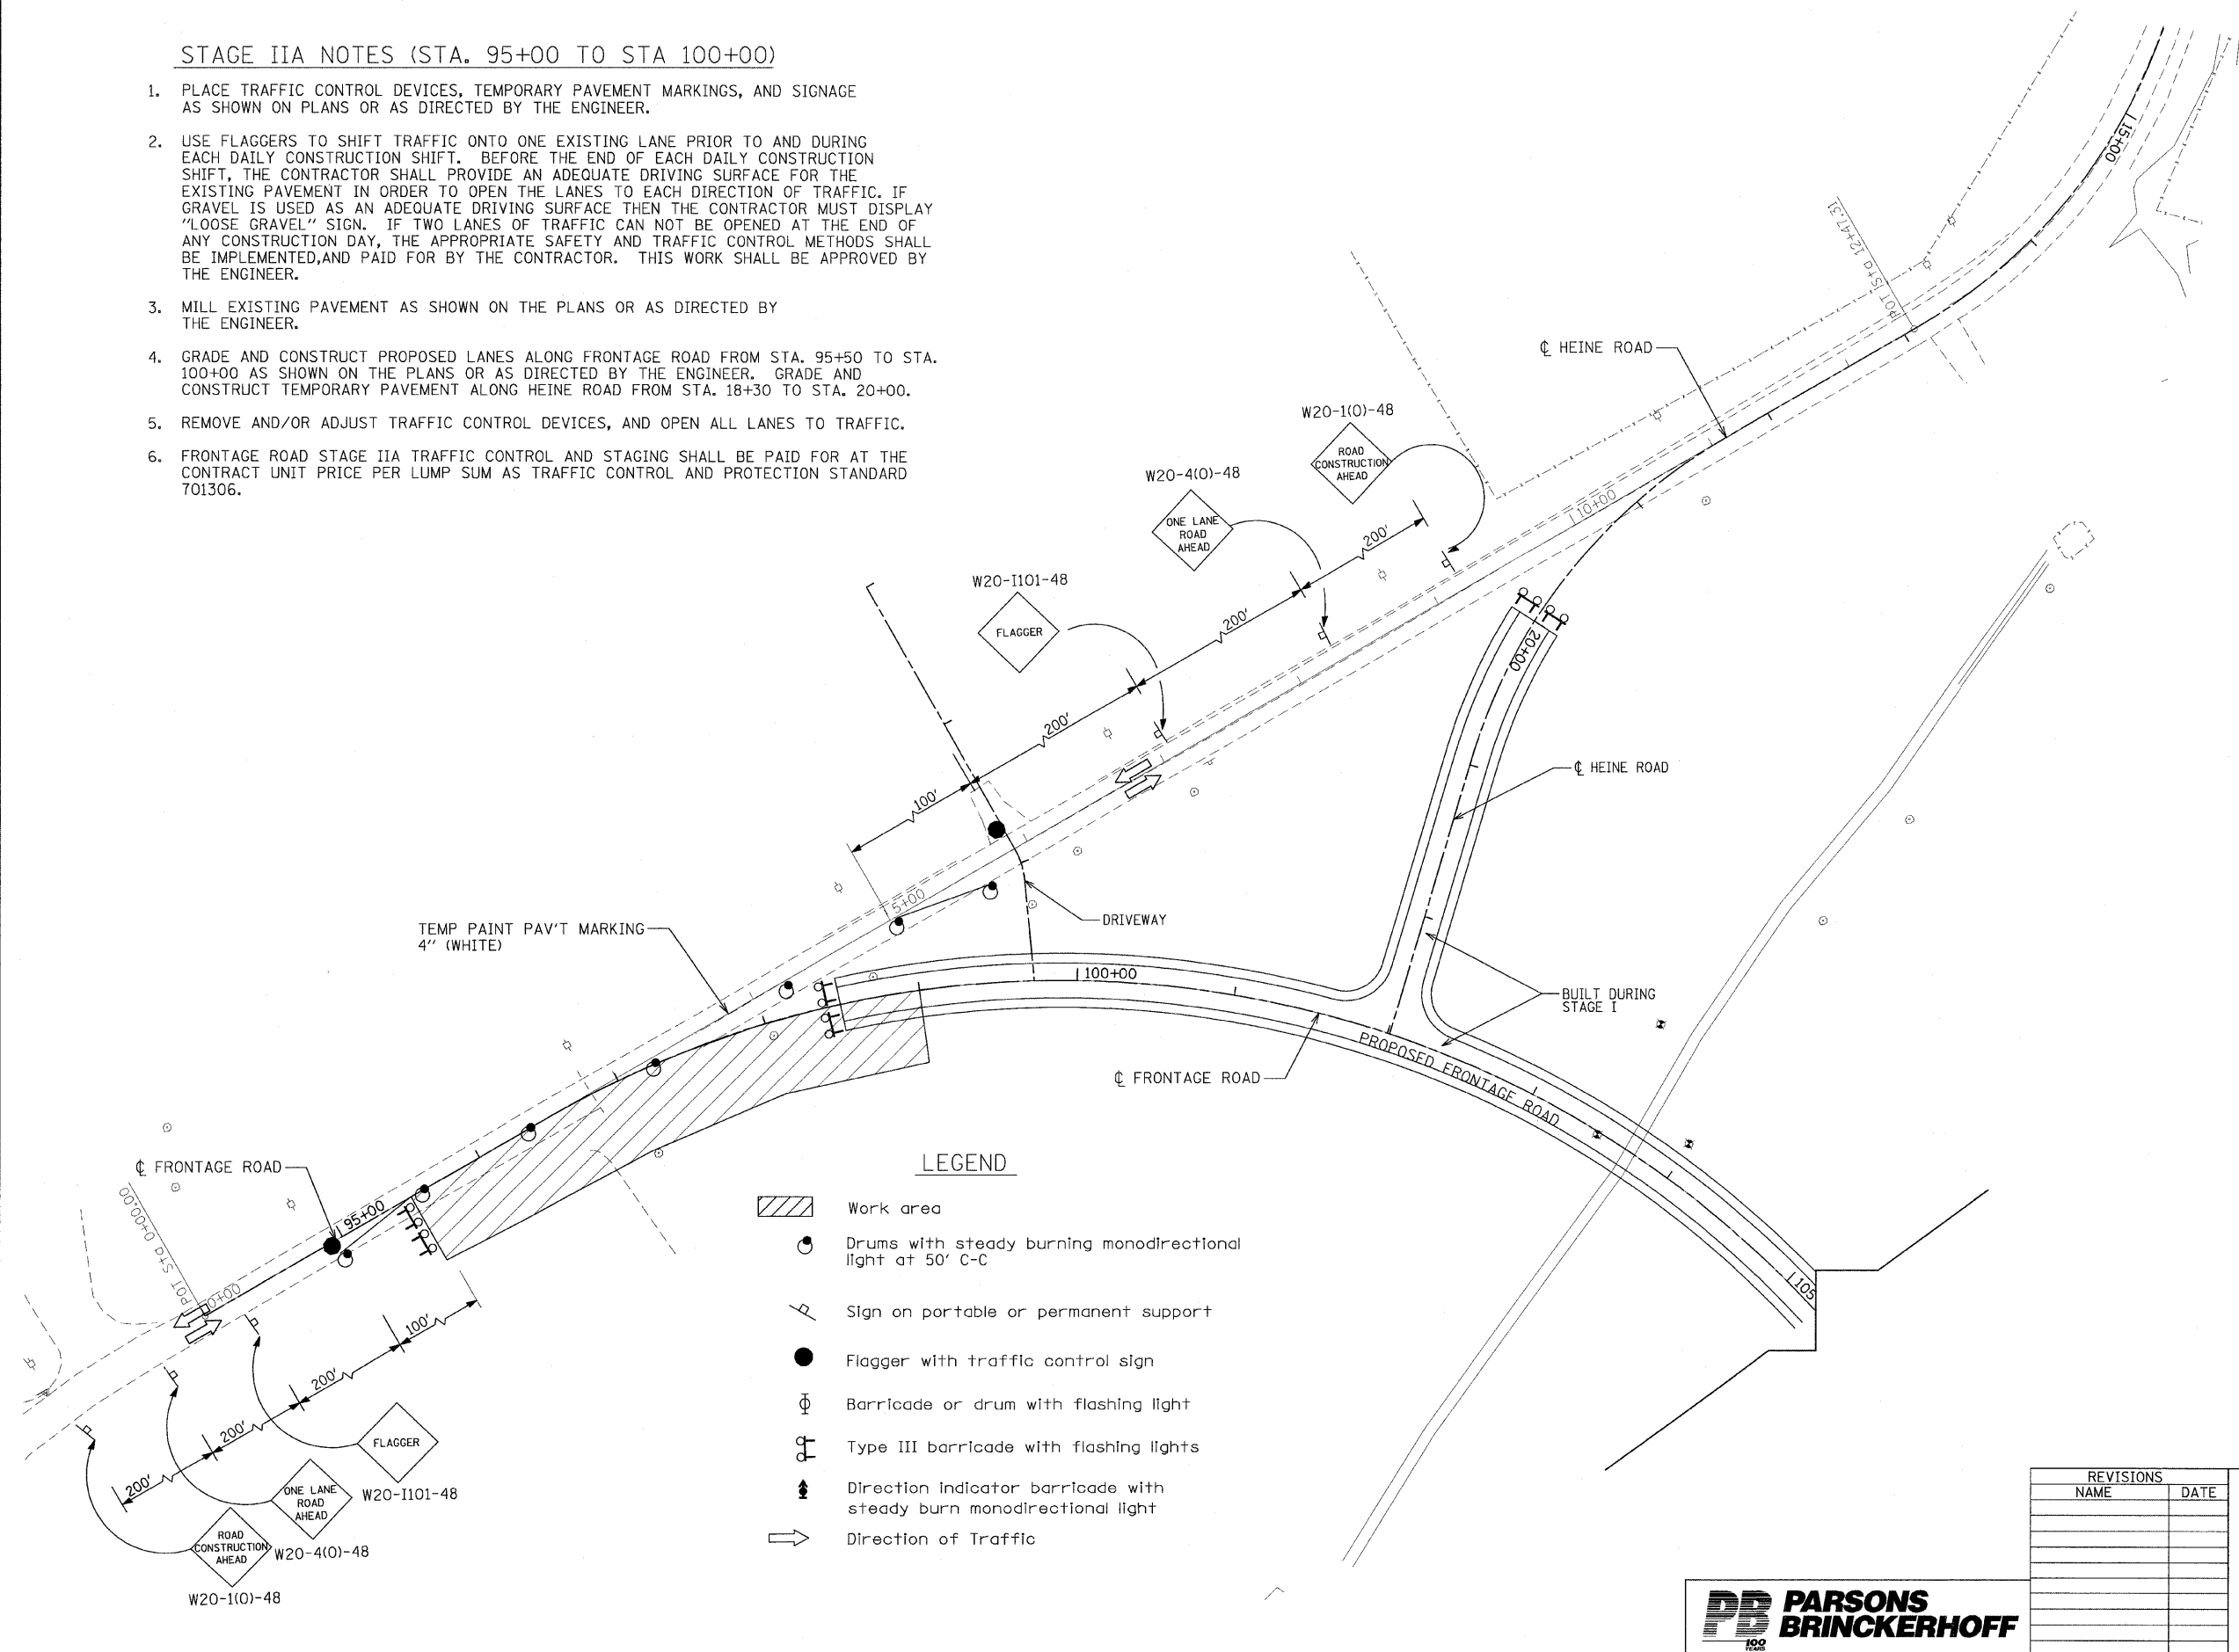 STAGE IIA NOTES (STA. 95+00 TO STA 100+00)
1. PLACE TRAFFIC CONTROL DEVICES, TEMPORARY PAVEMENT MARKINGS, AND SIGNAGE
AS SHOWN ON PLANS OR AS DIRECTED BY THE ENGINEER.
2. USE FLAGGERS TO SHIFT TRAFFIC ONTO ONE EXISTING LANE PRIOR TO AND DURING
EACH DAILY CONSTRUCTION SHIFT. BEFORE THE END OF EACH DAILY CONSTRUCTION
SHIFT, THE CONTRACTOR SHALL PROVIDE AN ADEQUATE DRIVING SURFACE FOR THE
EXISTING PAVEMENT IN ORDER TO OPEN THE LANES TO EACH DIRECTION OF TRAFFIC. IF
GRAVEL IS USED AS AN ADEQUATE DRIVING SURFACE THEN THE CONTRACTOR MUST DISPLAY
"LOOSE GRAVEL" SIGN. IF TWO LANES OF TRAFFIC CAN NOT BE OPENED AT THE END OF
ANY CONSTRUCTION DAY, THE APPROPRIATE SAFETY AND TRAFFIC CONTROL METHODS SHALL
BE IMPLEMENTED,AND PAID FOR BY THE CONTRACTOR. THIS WORK SHALL BE APPROVED BY
THE ENGINEER.
3. MILL EXISTING PAVEMENT AS SHOWN ON THE PLANS OR AS DIRECTED BY
THE ENGINEER.
4. GRADE AND CONSTRUCT PROPOSED LANES ALONG FRONTAGE ROAD FROM STA. 95+50 TO STA.
100+00 AS SHOWN ON THE PLANS OR AS DIRECTED BY THE ENGINEER. GRADE AND
CONSTRUCT TEMPORARY PAVEMENT ALONG HEINE ROAD FROM STA. 18+30 TO STA. 20+00.
5. REMOVE AND/OR ADJUST TRAFFIC CONTROL DEVICES, AND OPEN ALL LANES TO TRAFFIC.
6. FRONTAGE ROAD STAGE IIA TRAFFIC CONTROL AND STAGING SHALL BE PAID FOR AT THE
CONTRACT UNIT PRICE PER LUMP SUM AS TRAFFIC CONTROL AND PROTECTION STANDARD
701306.
15+00
POT Sta 12+47.31
℄ HEINE ROAD
W20-1(O)-48
ROAD
CONSTRUCTION
AHEAD
W20-4(O)-48
ONE LANE
ROAD
AHEAD
W20-I101-48
FLAGGER
200'
200'
200'
100'
10+00
20+00
℄ HEINE ROAD
5+00
DRIVEWAY
TEMP PAINT PAV'T MARKING
4" (WHITE)
100+00
BUILT DURING
STAGE I
PROPOSED FRONTAGE ROAD
℄ FRONTAGE ROAD
105
℄ FRONTAGE ROAD
95+00
POT Sta 0+00.00
0+00
100'
200'
200'
200'
FLAGGER
W20-I101-48
ONE LANE
ROAD
AHEAD
W20-4(O)-48
ROAD
CONSTRUCTION
AHEAD
W20-1(O)-48
LEGEND
Work area
Drums with steady burning monodirectional
light at 50' C-C
Sign on portable or permanent support
Flagger with traffic control sign
Barricade or drum with flashing light
Type III barricade with flashing lights
Direction indicator barricade with
steady burn monodirectional light
Direction of Traffic
REVISIONS
NAME DATE
PB PARSONS
BRINCKERHOFF
100
YEARS